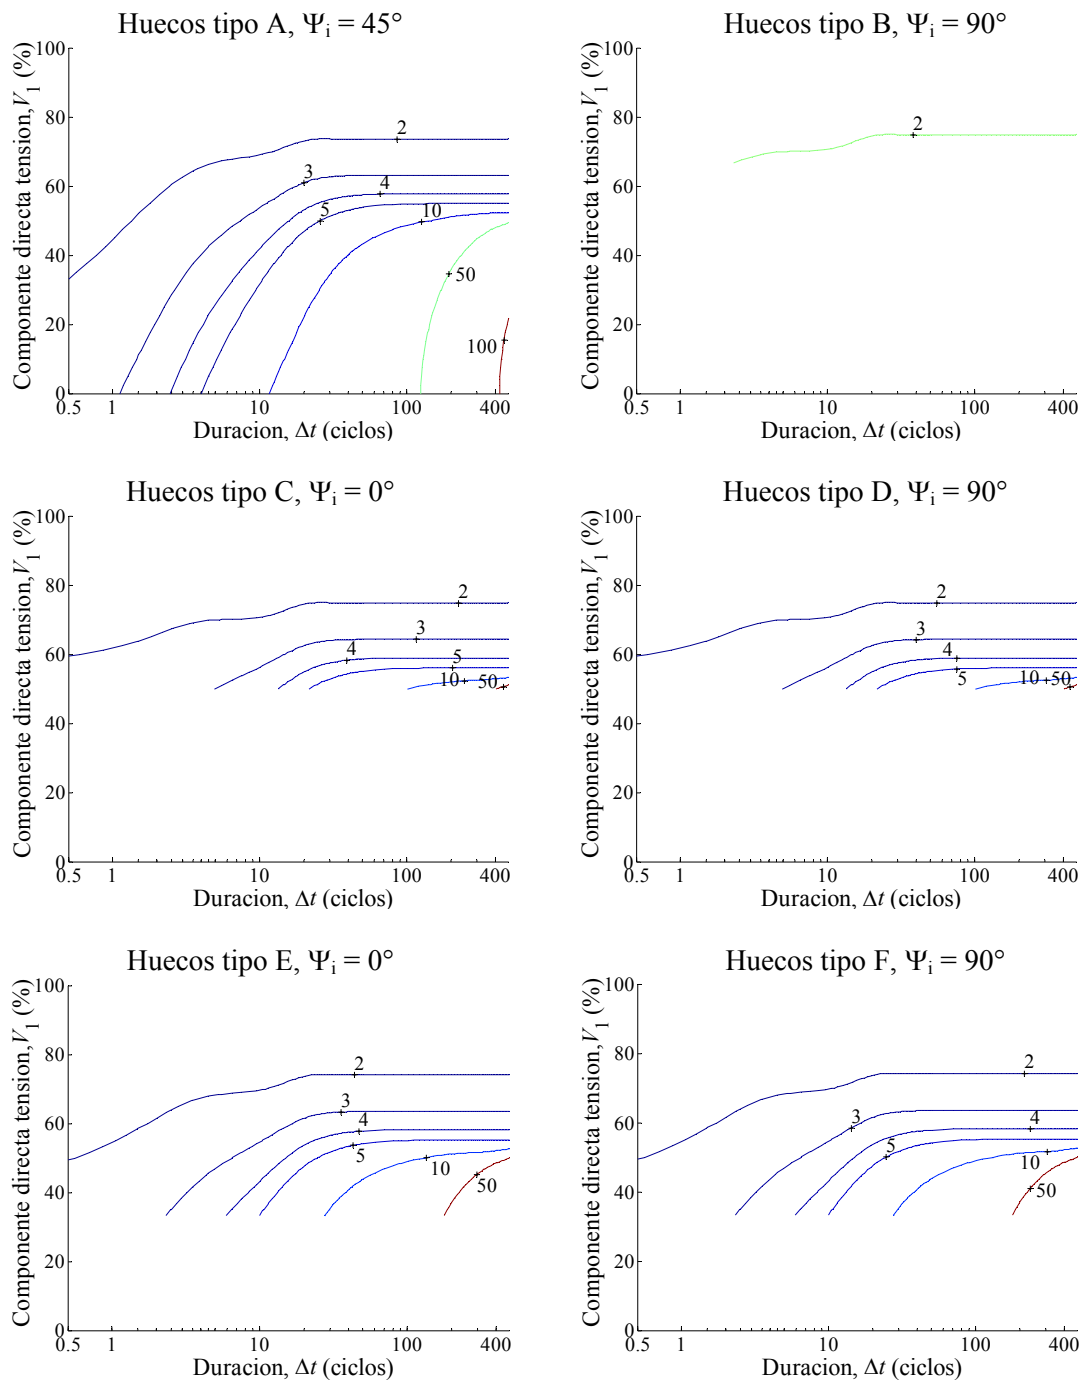 Huecos tipo A, Ψi = 45°
Componente directa tension, V1 (%)
100
80
60
40
20
0
2
3
4
5
10
50
100
0.5 1 10 100 400
Duracion, Δt (ciclos)
Huecos tipo B, Ψi = 90°
Componente directa tension, V1 (%)
100
80
60
40
20
0
2
0.5 1 10 100 400
Duracion, Δt (ciclos)
Huecos tipo C, Ψi = 0°
Componente directa tension, V1 (%)
100
80
60
40
20
0
2
3
4
5
10
50
0.5 1 10 100 400
Duracion, Δt (ciclos)
Huecos tipo D, Ψi = 90°
Componente directa tension, V1 (%)
100
80
60
40
20
0
2
3
4
5
10
50
0.5 1 10 100 400
Duracion, Δt (ciclos)
Huecos tipo E, Ψi = 0°
Componente directa tension, V1 (%)
100
80
60
40
20
0
2
3
4
5
10
50
0.5 1 10 100 400
Duracion, Δt (ciclos)
Huecos tipo F, Ψi = 90°
Componente directa tension, V1 (%)
100
80
60
40
20
0
2
3
4
5
10
50
0.5 1 10 100 400
Duracion, Δt (ciclos)